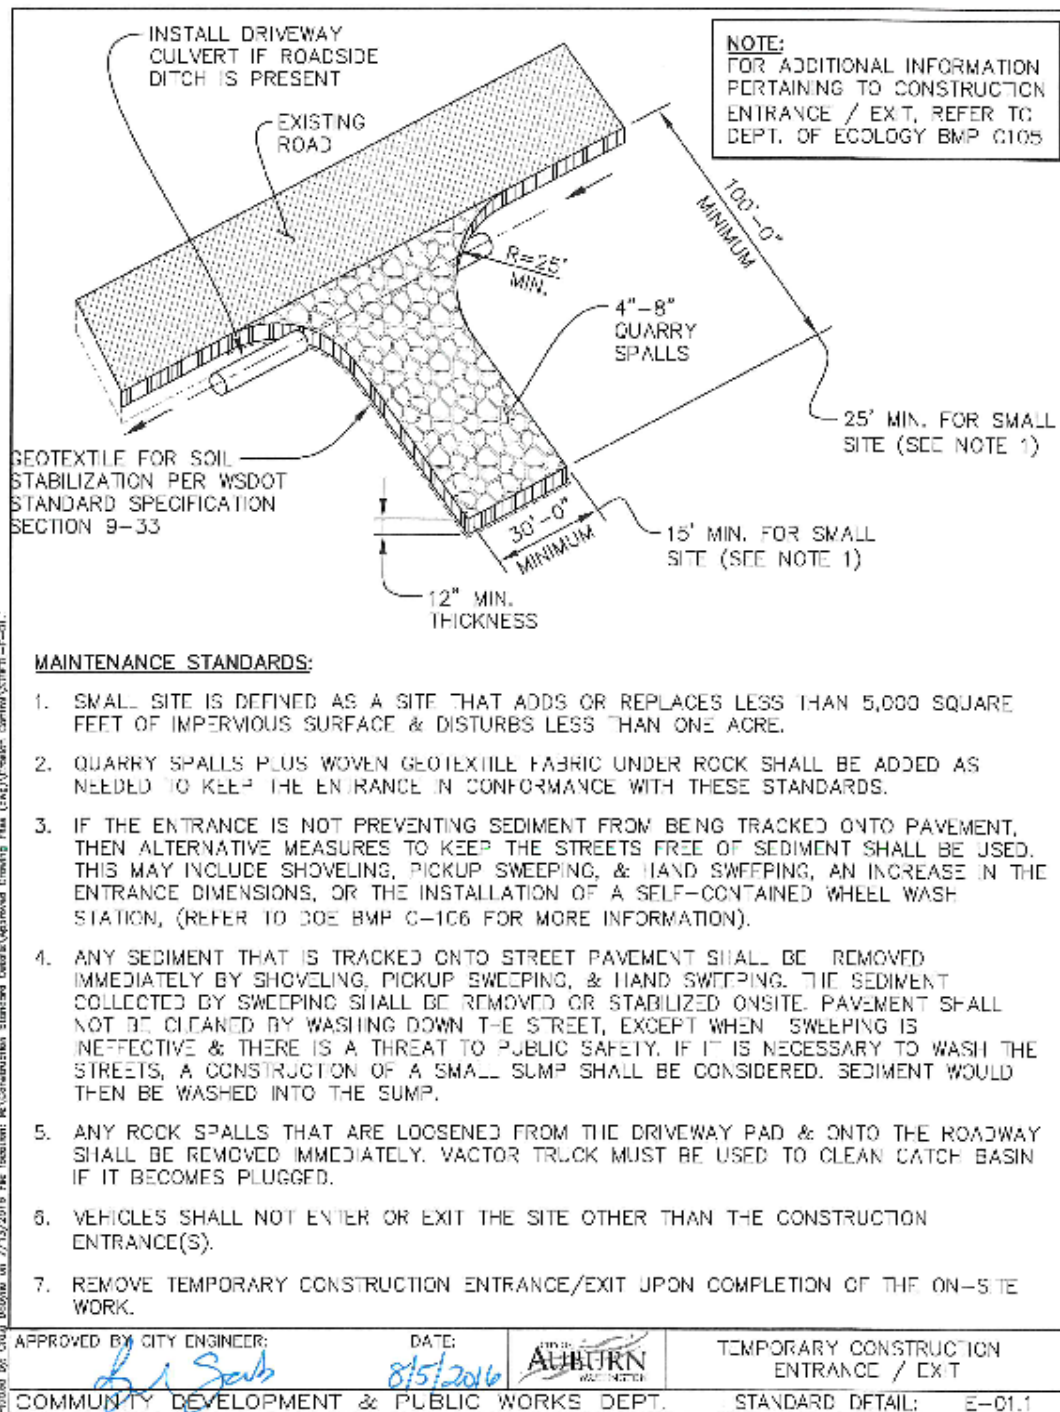 INSTALL DRIVEWAY
CULVERT IF ROADSIDE
DITCH IS PRESENT
EXISTING
ROAD
NOTE:
FOR ADDITIONAL INFORMATION
PERTAINING TO CONSTRUCTION
ENTRANCE / EXIT, REFER TO
DEPT. OF ECOLOGY BMP C105
100'-0"
MINIMUM
R=25'
MIN.
4"-8"
QUARRY
SPALLS
25' MIN. FOR SMALL
SITE (SEE NOTE 1)
GEOTEXTILE FOR SOIL
STABILIZATION PER WSDOT
STANDARD SPECIFICATION
SECTION 9-33
30'-0"
MINIMUM
15' MIN. FOR SMALL
SITE (SEE NOTE 1)
12" MIN.
THICKNESS
MAINTENANCE STANDARDS:
1. SMALL SITE IS DEFINED AS A SITE THAT ADDS OR REPLACES LESS THAN 5,000 SQUARE
FEET OF IMPERVIOUS SURFACE & DISTURBS LESS THAN ONE ACRE.
2. QUARRY SPALLS PLUS WOVEN GEOTEXTILE FABRIC UNDER ROCK SHALL BE ADDED AS
NEEDED TO KEEP THE ENTRANCE IN CONFORMANCE WITH THESE STANDARDS.
3. IF THE ENTRANCE IS NOT PREVENTING SEDIMENT FROM BEING TRACKED ONTO PAVEMENT,
THEN ALTERNATIVE MEASURES TO KEEP THE STREETS FREE OF SEDIMENT SHALL BE USED.
THIS MAY INCLUDE SHOVELING, PICKUP SWEEPING, & HAND SWEEPING, AN INCREASE IN THE
ENTRANCE DIMENSIONS, OR THE INSTALLATION OF A SELF-CONTAINED WHEEL WASH
STATION, (REFER TO DOE BMP C-106 FOR MORE INFORMATION).
4. ANY SEDIMENT THAT IS TRACKED ONTO STREET PAVEMENT SHALL BE REMOVED
IMMEDIATELY BY SHOVELING, PICKUP SWEEPING, & HAND SWEEPING. THE SEDIMENT
COLLECTED BY SWEEPING SHALL BE REMOVED OR STABILIZED ONSITE. PAVEMENT SHALL
NOT BE CLEANED BY WASHING DOWN THE STREET, EXCEPT WHEN SWEEPING IS
INEFFECTIVE & THERE IS A THREAT TO PUBLIC SAFETY. IF IT IS NECESSARY TO WASH THE
STREETS, A CONSTRUCTION OF A SMALL SUMP SHALL BE CONSIDERED. SEDIMENT WOULD
THEN BE WASHED INTO THE SUMP.
5. ANY ROCK SPALLS THAT ARE LOOSENED FROM THE DRIVEWAY PAD & ONTO THE ROADWAY
SHALL BE REMOVED IMMEDIATELY. VACTOR TRUCK MUST BE USED TO CLEAN CATCH BASIN
IF IT BECOMES PLUGGED.
6. VEHICLES SHALL NOT ENTER OR EXIT THE SITE OTHER THAN THE CONSTRUCTION
ENTRANCE(S).
7. REMOVE TEMPORARY CONSTRUCTION ENTRANCE/EXIT UPON COMPLETION OF THE ON-SITE
WORK.
APPROVED BY CITY ENGINEER:
DATE:
8/5/2016
CITY OF
AUBURN
WASHINGTON
TEMPORARY CONSTRUCTION
ENTRANCE / EXIT
COMMUNITY DEVELOPMENT & PUBLIC WORKS DEPT.
STANDARD DETAIL: E-01.1